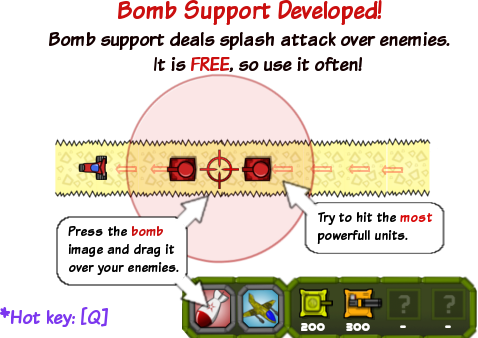 Bomb Support Developed!
Bomb support deals splash attack over enemies.
It is FREE, so use it often!
Press the bomb
image and drag it
over your enemies.
Try to hit the most
powerfull units.
*Hot key: [Q]
200 300 - -
? ?